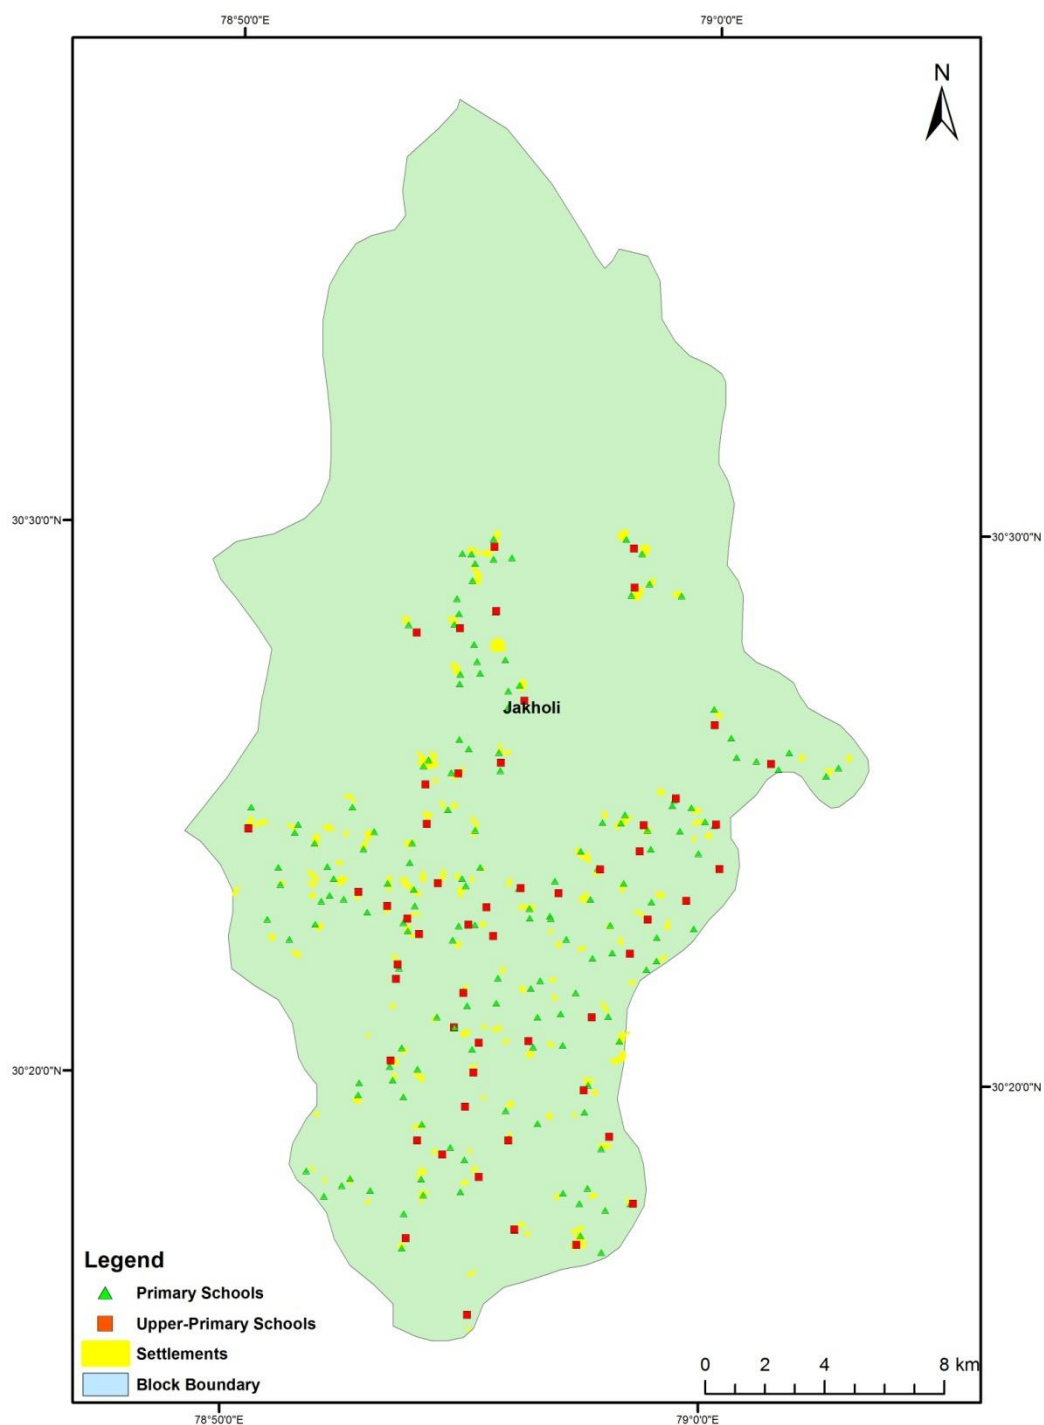 78°50'0"E
79°0'0"E
N
30°30'0"N
30°30'0"N
Jakholi
30°20'0"N
30°20'0"N
Legend
Primary Schools
Upper-Primary Schools
Settlements
Block Boundary
0 2 4 8 km
78°50'0"E
79°0'0"E